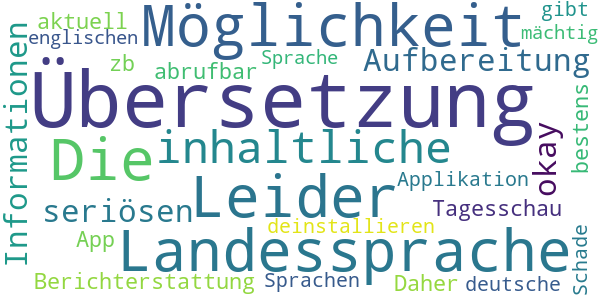 aktuell
Möglichkeit
gibt
englischen
mächtig
zb
abrufbar
Sprache
Aufbereitung
Informationen
Übersetzung
bestens
Die
inhaltliche
okay
Leider
Applikation
seriösen
Tagesschau
deinstallieren
App
Landessprache
Schade
Berichterstattung
Sprachen
Daher
deutsche